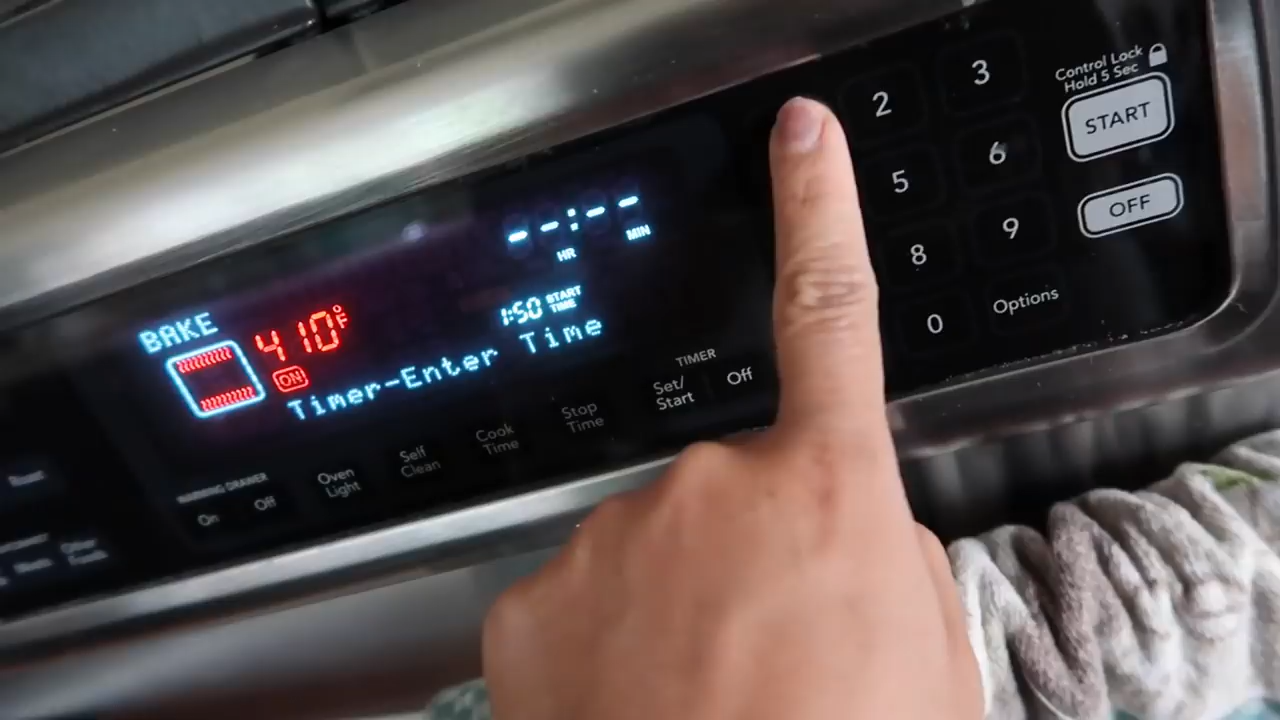 --:--
HR MIN
BAKE
410°F
ON
1:50 START TIME
Timer-Enter Time
WARMING DRAWER
On Off
Oven Light
Self Clean
Cook Time
Stop Time
TIMER
Set/Start Off
2 3
5 6
8 9
0 Options
Control Lock
Hold 5 Sec
START
OFF